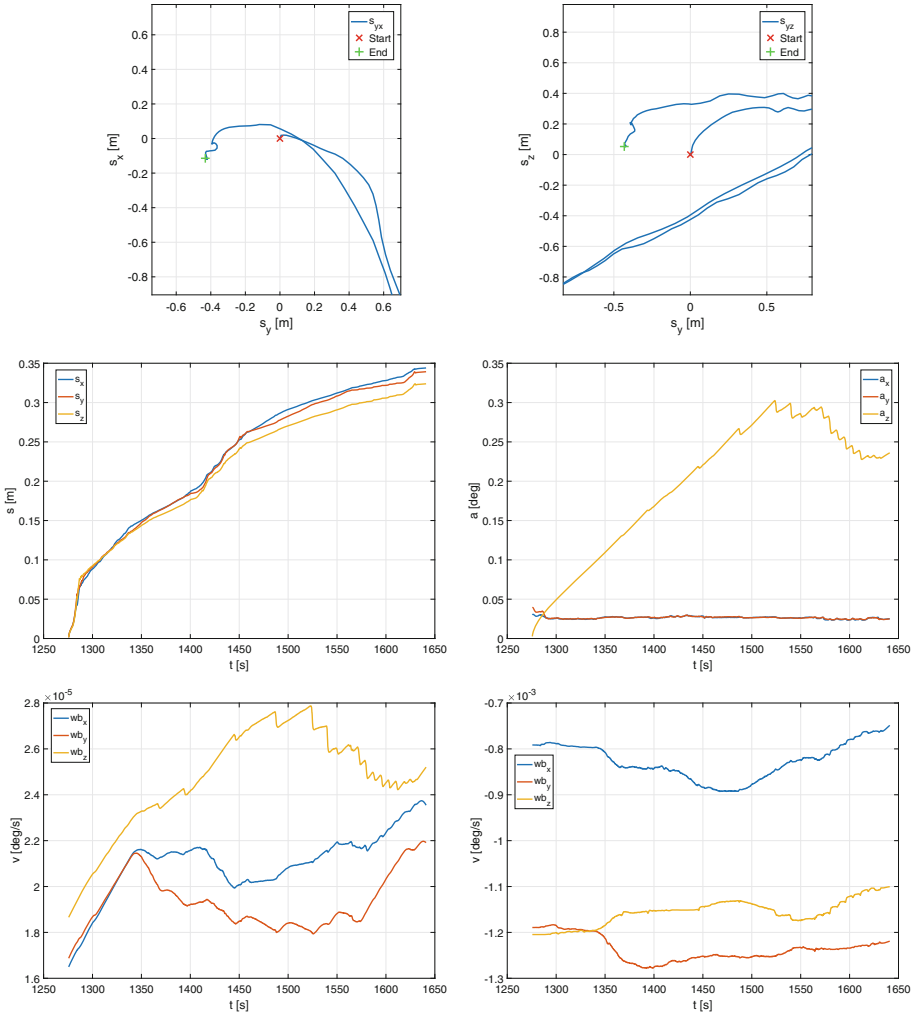 s_yx
Start
End
0.6
0.4
0.2
0
-0.2
-0.4
-0.6
-0.8
s_x [m]
-0.6 -0.4 -0.2 0 0.2 0.4 0.6
s_y [m]
s_yz
Start
End
0.8
0.6
0.4
0.2
0
-0.2
-0.4
-0.6
-0.8
s_z [m]
-0.5 0 0.5
s_y [m]
s_x
s_y
s_z
0.35
0.3
0.25
0.2
0.15
0.1
0.05
0
s [m]
1250 1300 1350 1400 1450 1500 1550 1600 1650
t [s]
a_x
a_y
a_z
0.35
0.3
0.25
0.2
0.15
0.1
0.05
0
a [deg]
1250 1300 1350 1400 1450 1500 1550 1600 1650
t [s]
×10^-5
wb_x
wb_y
wb_z
2.8
2.6
2.4
2.2
2
1.8
1.6
v [deg/s]
1250 1300 1350 1400 1450 1500 1550 1600 1650
t [s]
×10^-3
wb_x
wb_y
wb_z
-0.7
-0.8
-0.9
-1
-1.1
-1.2
-1.3
v [deg/s]
1250 1300 1350 1400 1450 1500 1550 1600 1650
t [s]